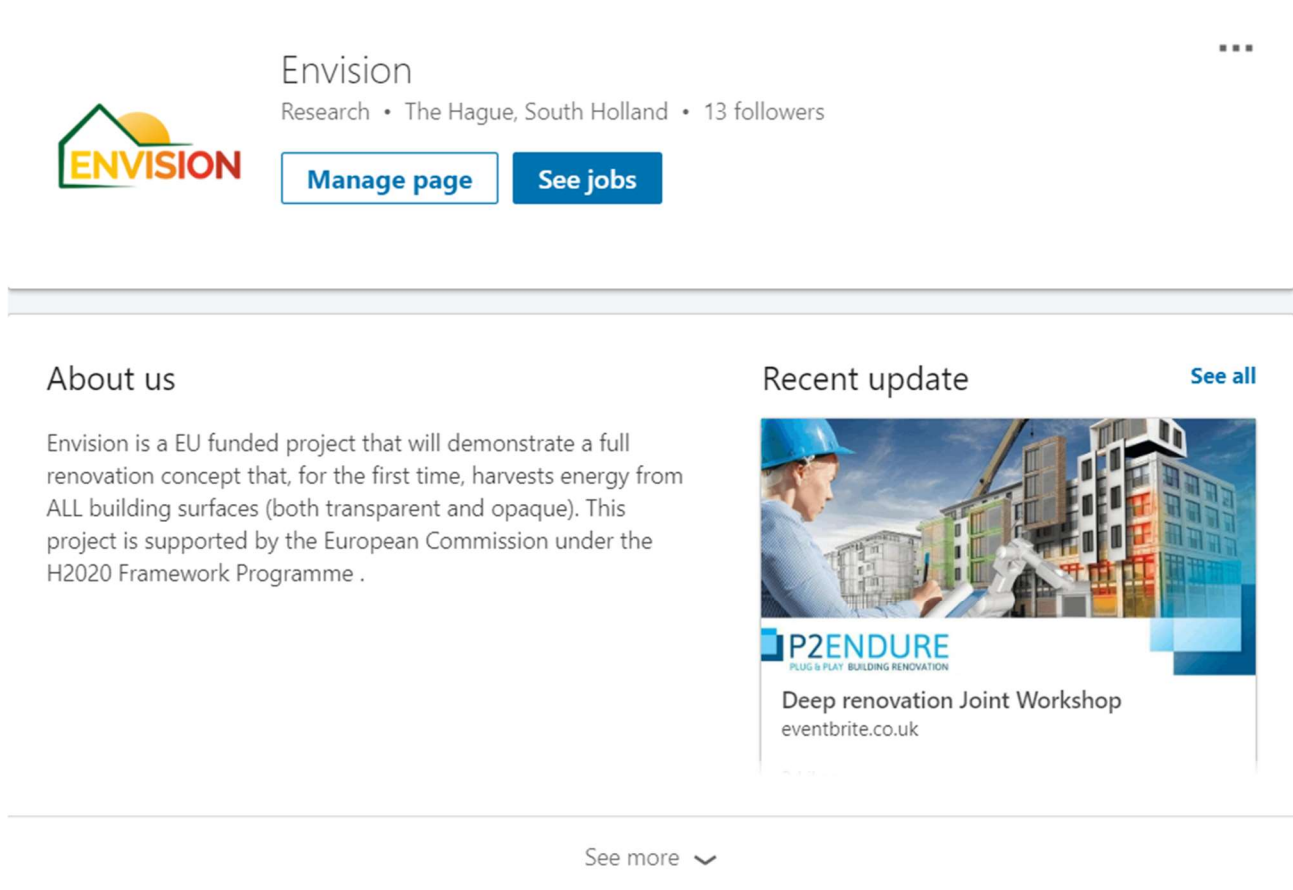 Envision
Research • The Hague, South Holland • 13 followers
ENVISION
Manage page
See jobs
About us
Envision is a EU funded project that will demonstrate a full
renovation concept that, for the first time, harvests energy from
ALL building surfaces (both transparent and opaque). This
project is supported by the European Commission under the
H2020 Framework Programme .
Recent update
See all
P2ENDURE
PLUG & PLAY BUILDING RENOVATION
Deep renovation Joint Workshop
eventbrite.co.uk
See more